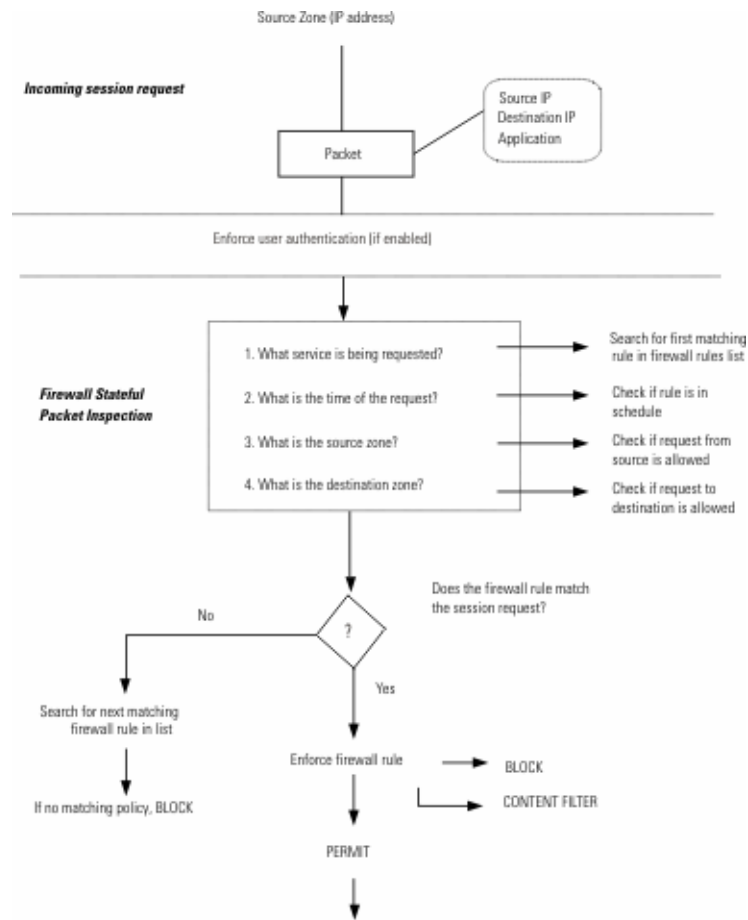 Source Zone (IP address)
Incoming session request
Source IP
Destination IP
Application
Packet
Enforce user authentication (if enabled)
Firewall Stateful
Packet Inspection
1. What service is being requested?
Search for first matching
rule in firewall rules list
2. What is the time of the request?
Check if rule is in
schedule
3. What is the source zone?
Check if request from
source is allowed
4. What is the destination zone?
Check if request to
destination is allowed
Does the firewall rule match
the session request?
?
No
Yes
Search for next matching
firewall rule in list
If no matching policy, BLOCK
Enforce firewall rule
BLOCK
CONTENT FILTER
PERMIT